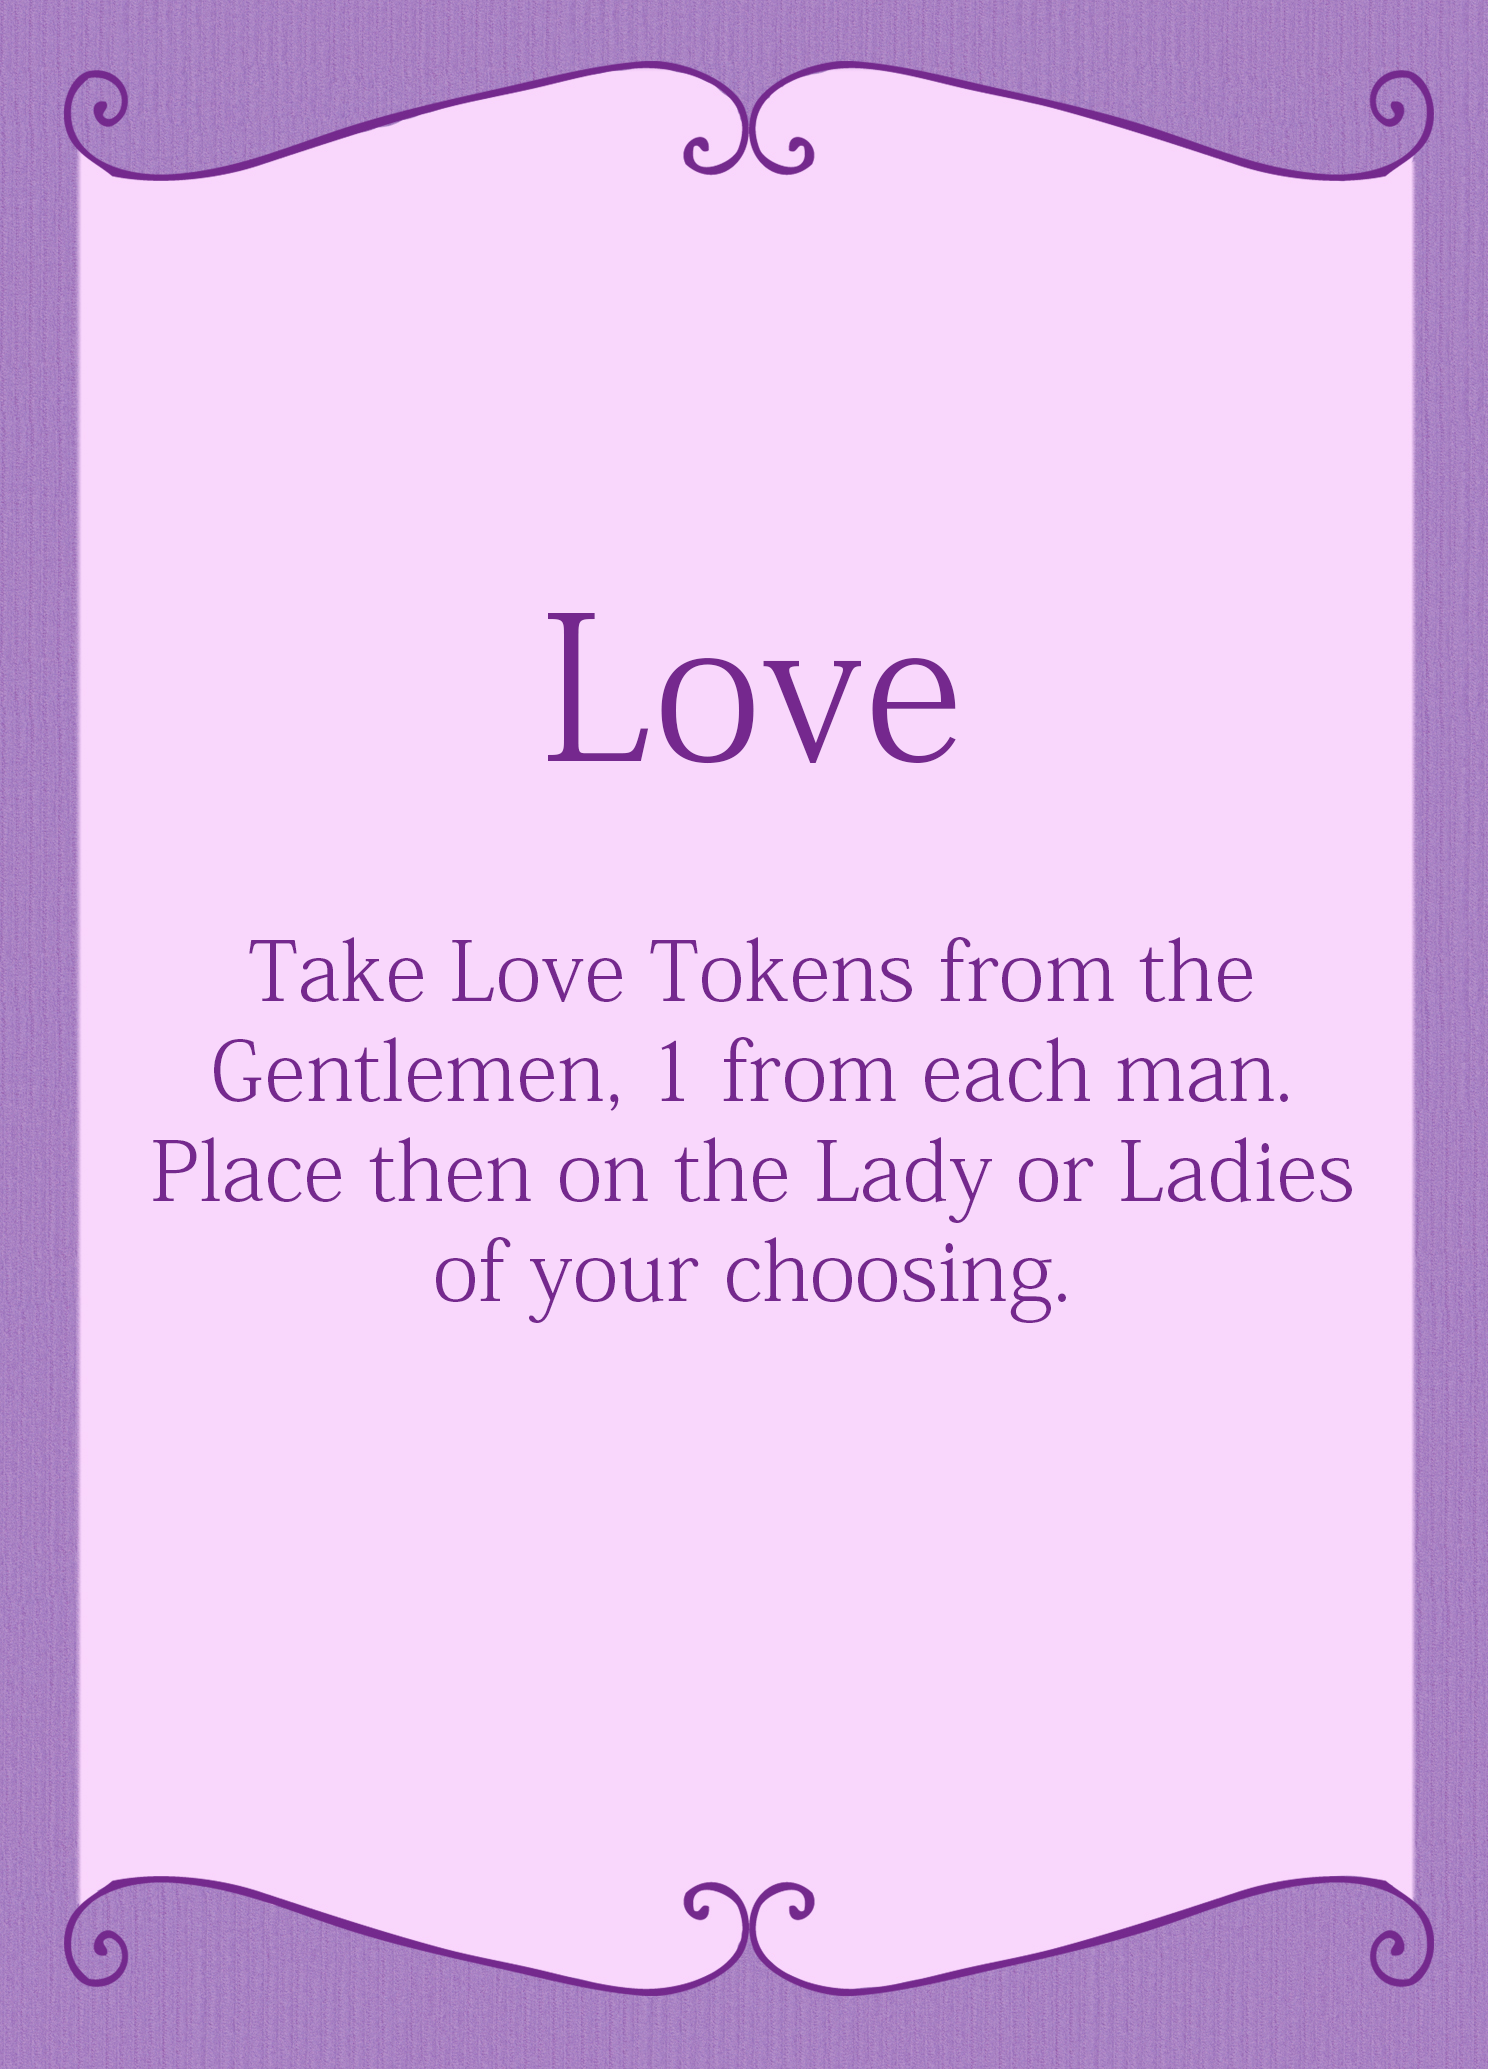 Love
Take Love Tokens from the
Gentlemen, 1 from each man.
Place then on the Lady or Ladies
of your choosing.